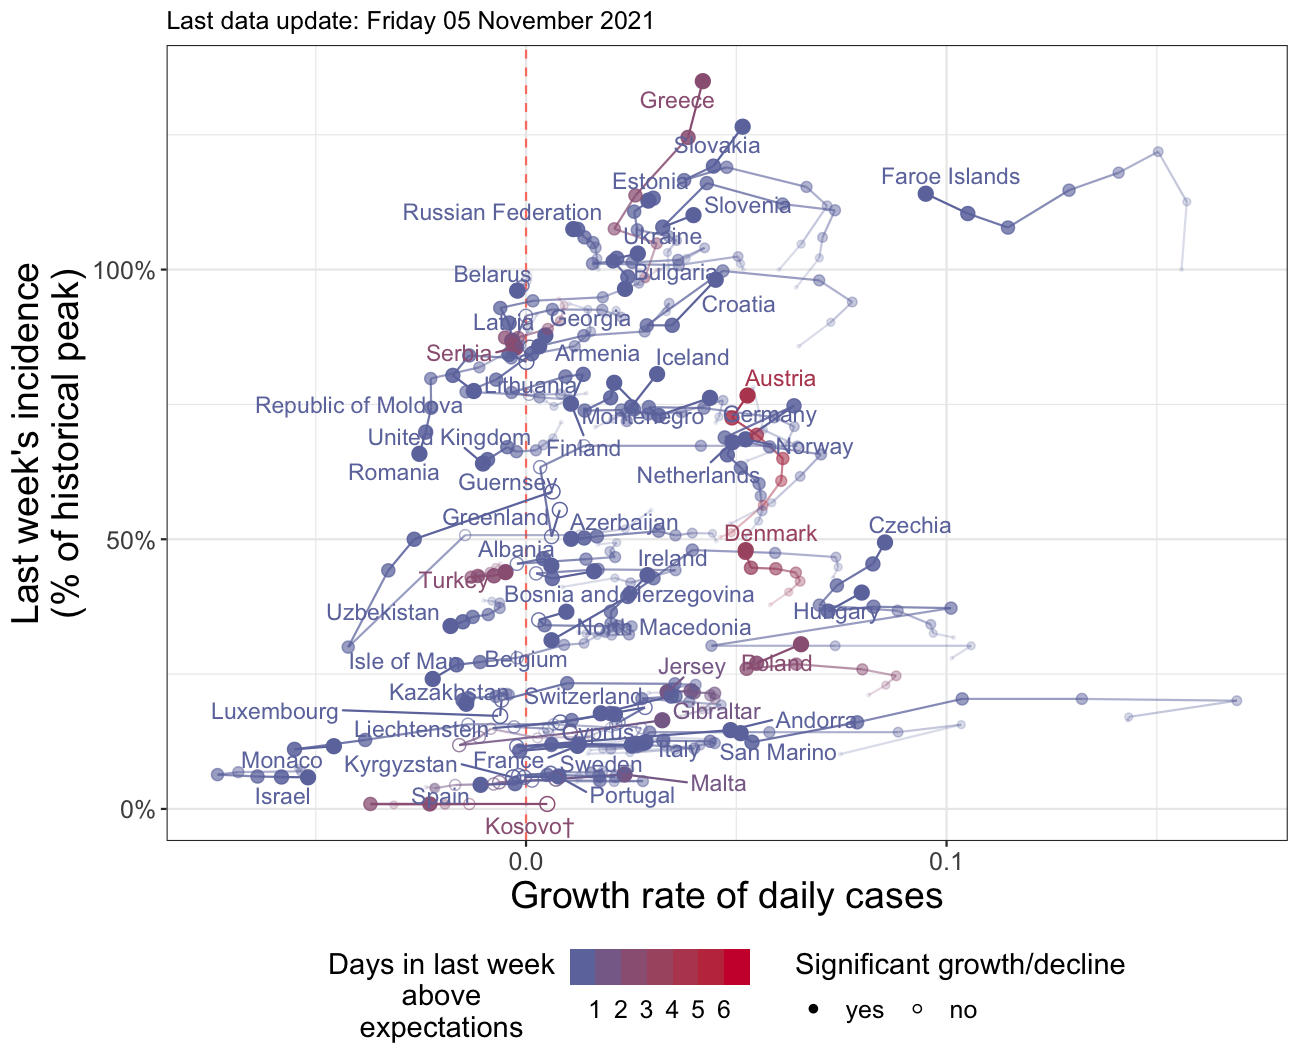 Last data update: Friday 05 November 2021
Last week's incidence
(% of historical peak)
100%
50%
0%
Greece
Slovakia
Estonia
Faroe Islands
Russian Federation
Slovenia
Ukraine
Belarus
Bulgaria
Croatia
Latvia
Georgia
Serbia
Armenia
Iceland
Austria
Lithuania
Republic of Moldova
Montenegro
Germany
United Kingdom
Finland
Norway
Romania
Guernsey
Netherlands
Greenland
Azerbaijan
Denmark
Czechia
Albania
Ireland
Turkey
Bosnia and Herzegovina
Uzbekistan
Hungary
North Macedonia
Isle of Man
Belgium
Jersey
Poland
Kazakhstan
Switzerland
Luxembourg
Gibraltar
Liechtenstein
Cyprus
Andorra
Monaco
Kyrgyzstan
France
Sweden
Italy
San Marino
Israel
Spain
Portugal
Malta
Kosovo†
0.0
0.1
Growth rate of daily cases
Days in last week
above
expectations
1 2 3 4 5 6
Significant growth/decline
yes
no